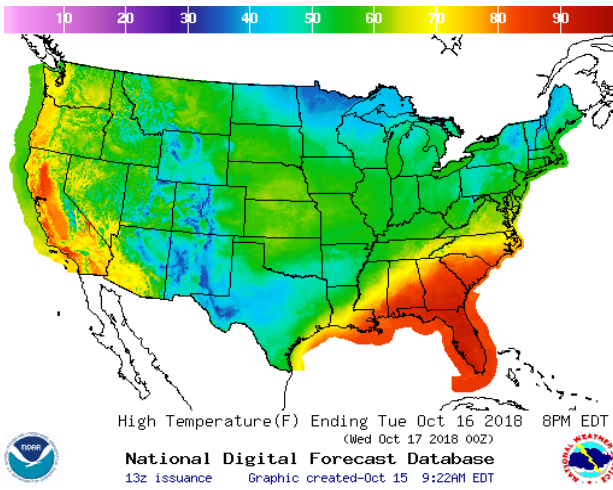 10 20 30 40 50 60 70 80 90
High Temperature(F) Ending Tue Oct 16 2018 8PM EDT
(Wed Oct 17 2018 00Z)
National Digital Forecast Database
13z issuance Graphic created-Oct 15 9:22AM EDT
NOAA
NATIONAL WEATHER SERVICE